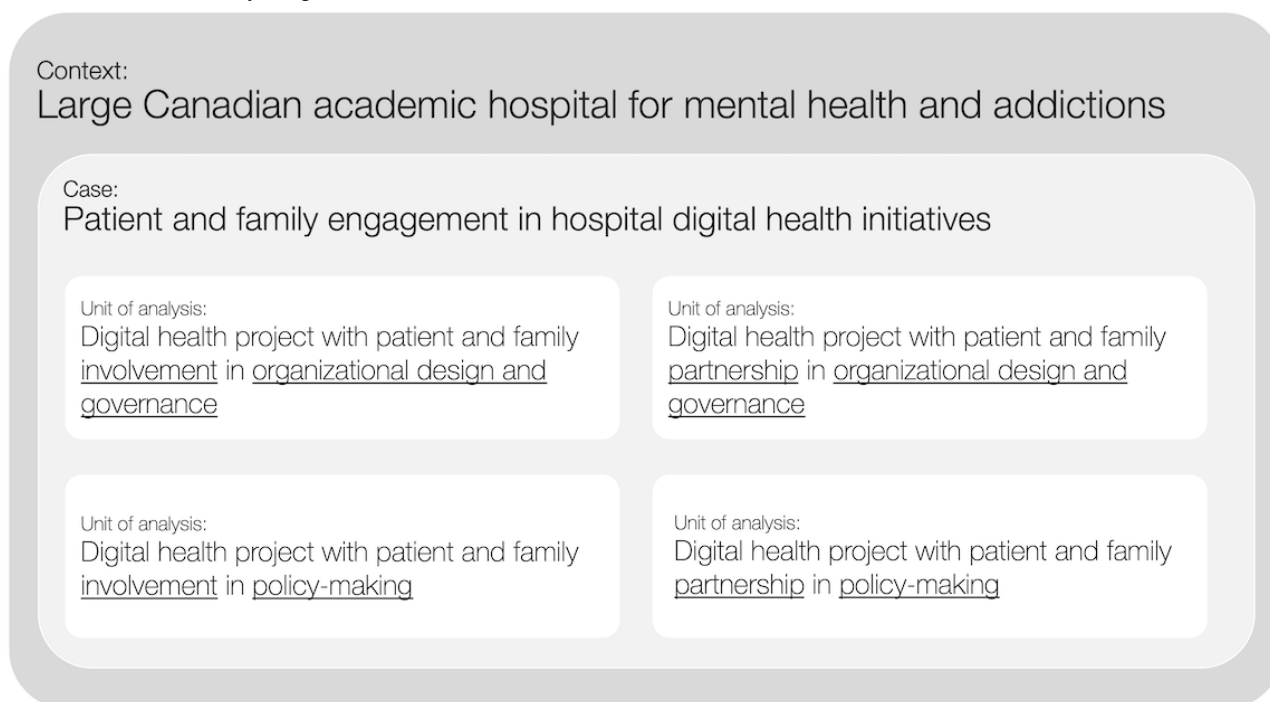 Context:
Large Canadian academic hospital for mental health and addictions
Case:
Patient and family engagement in hospital digital health initiatives
Unit of analysis:
Digital health project with patient and family
involvement in organizational design and
governance
Unit of analysis:
Digital health project with patient and family
partnership in organizational design and
governance
Unit of analysis:
Digital health project with patient and family
involvement in policy-making
Unit of analysis:
Digital health project with patient and family
partnership in policy-making